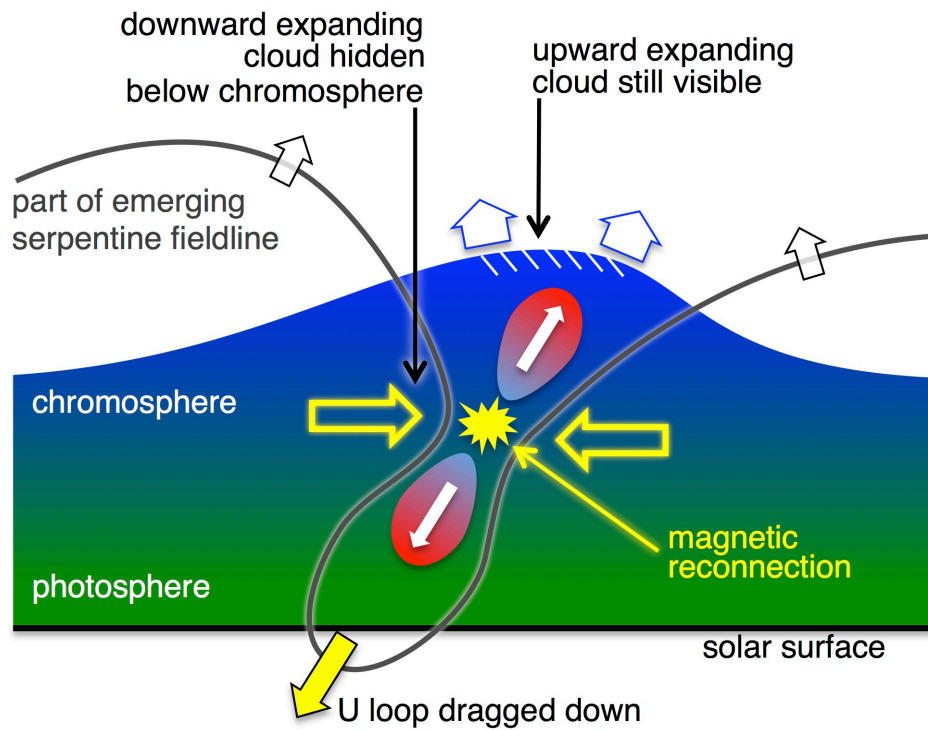 downward expanding
cloud hidden
below chromosphere
upward expanding
cloud still visible
part of emerging
serpentine fieldline
chromosphere
magnetic
reconnection
photosphere
solar surface
U loop dragged down